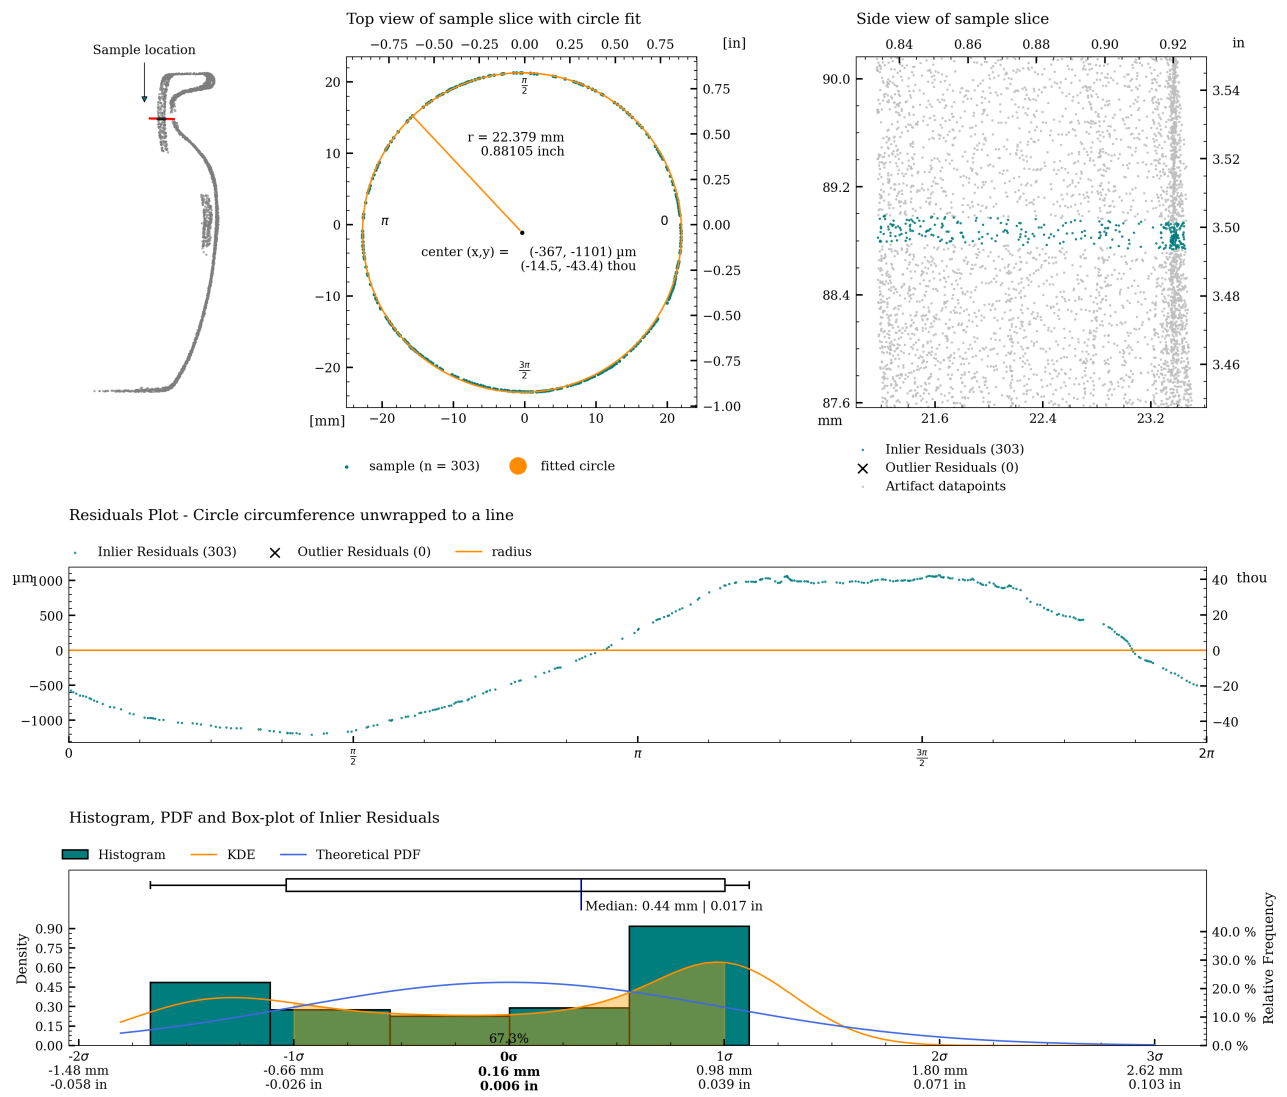 Sample location
Top view of sample slice with circle fit
−0.75 −0.50 −0.25 0.00 0.25 0.50 0.75 [in]
20
10
0
−10
−20
π/2
r = 22.379 mm
0.88105 inch
π
0
center (x,y) = (-367, -1101) µm
(-14.5, -43.4) thou
3π/2
0.75
0.50
0.25
0.00
−0.25
−0.50
−0.75
−1.00
[mm] −20 −10 0 10 20
sample (n = 303) fitted circle
Side view of sample slice
0.84 0.86 0.88 0.90 0.92 in
90.0
89.2
88.4
87.6
3.54
3.52
3.50
3.48
3.46
mm 21.6 22.4 23.2
Inlier Residuals (303)
Outlier Residuals (0)
Artifact datapoints
Residuals Plot - Circle circumference unwrapped to a line
Inlier Residuals (303) Outlier Residuals (0) radius
µm
1000
500
0
−500
−1000
thou
40
20
0
−20
−40
0 π/2 π 3π/2 2π
Histogram, PDF and Box-plot of Inlier Residuals
Histogram KDE Theoretical PDF
Median: 0.44 mm | 0.017 in
Density
0.90
0.75
0.60
0.45
0.30
0.15
0.00
67.3%
40.0 %
30.0 %
20.0 %
10.0 %
0.0 %
Relative Frequency
-2σ -1σ 0σ 1σ 2σ 3σ
-1.48 mm -0.66 mm 0.16 mm 0.98 mm 1.80 mm 2.62 mm
-0.058 in -0.026 in 0.006 in 0.039 in 0.071 in 0.103 in